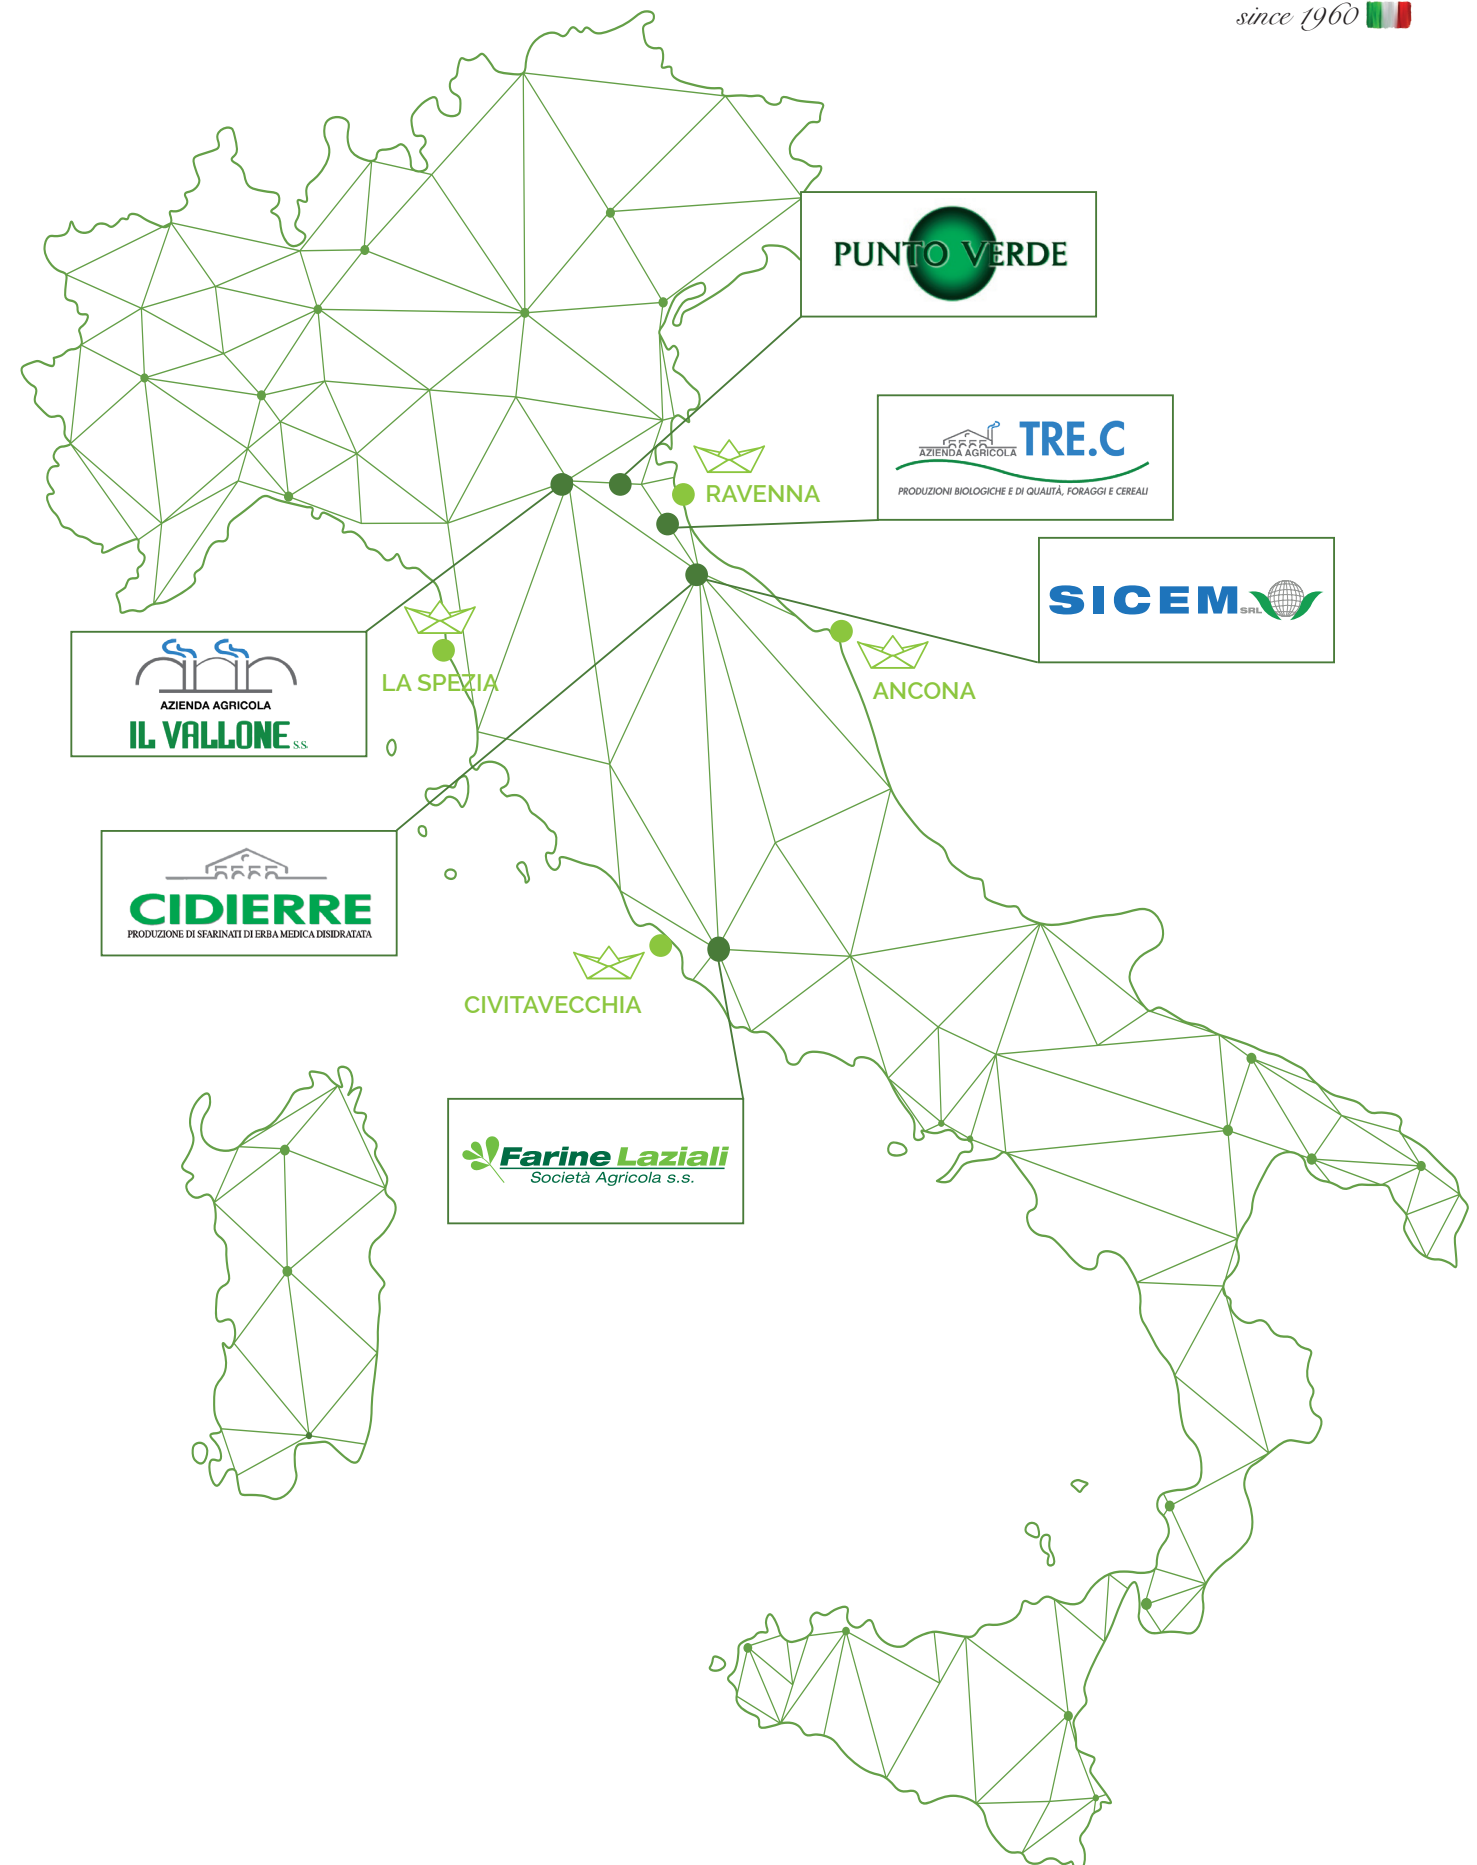 since 1960
PUNTO VERDE
AZIENDA AGRICOLA TRE.C
PRODUZIONI BIOLOGICHE E DI QUALITÀ, FORAGGI E CEREALI
RAVENNA
SICEM SRL
AZIENDA AGRICOLA
IL VALLONE s.s.
LA SPEZIA
ANCONA
CIDIERRE
PRODUZIONE DI SFARINATI DI ERBA MEDICA DISIDRATATA
CIVITAVECCHIA
Farine Laziali
Società Agricola s.s.